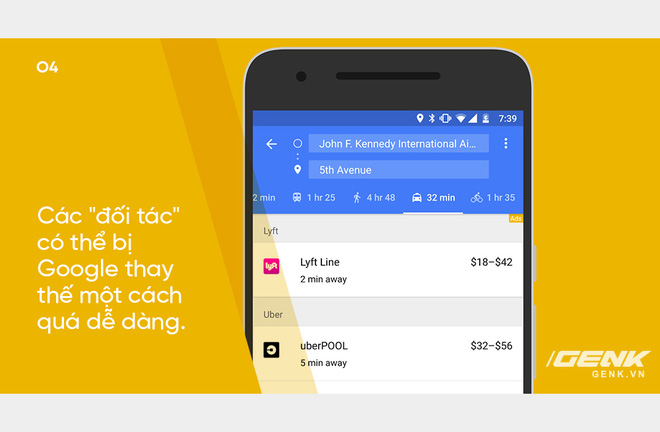 04
Các "đối tác"
có thể bị
Google thay
thế một cách
quá dễ dàng.
7:39
John F. Kennedy International Ai...
5th Avenue
2 min 1 hr 25 4 hr 48 32 min 1 hr 35
Ads
Lyft
lyft
Lyft Line $18–$42
2 min away
Uber
uberPOOL $32–$56
5 min away
GENK
GENK.VN